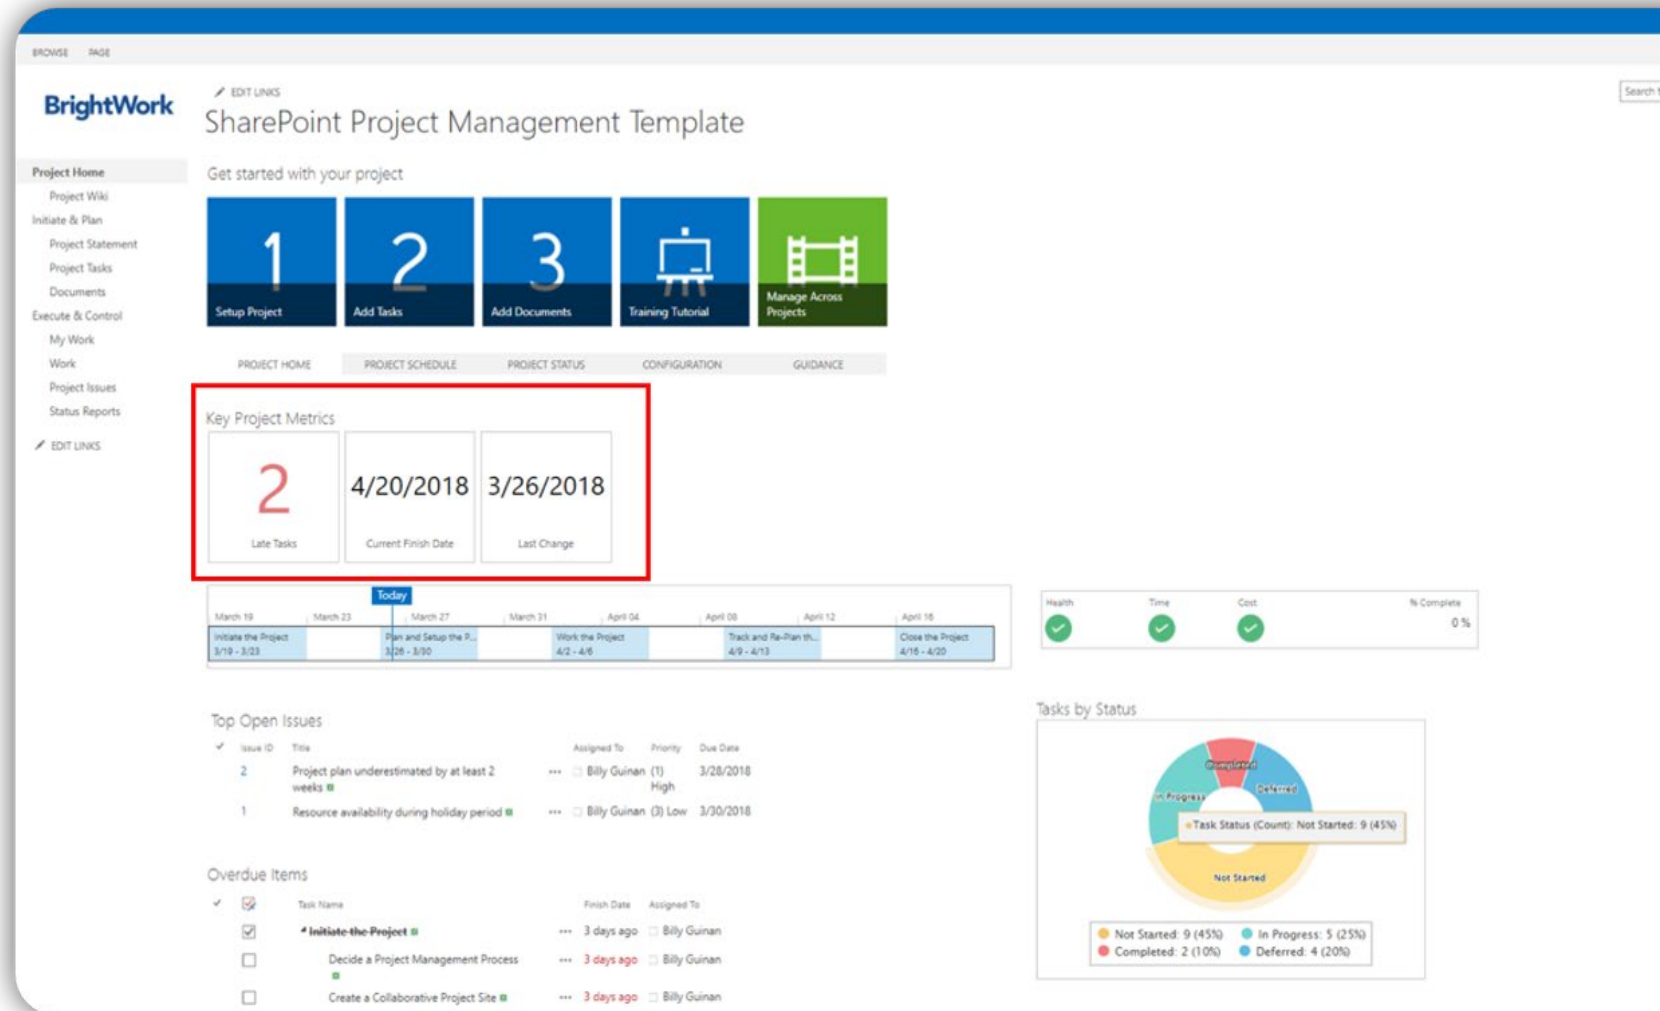 BROWSE PAGE
BrightWork
EDIT LINKS
SharePoint Project Management Template
Search t
Project Home
Project Wiki
Initiate & Plan
Project Statement
Project Tasks
Documents
Execute & Control
My Work
Work
Project Issues
Status Reports
EDIT LINKS
Get started with your project
1 2 3
Setup Project Add Tasks Add Documents Training Tutorial Manage Across
Projects
PROJECT HOME PROJECT SCHEDULE PROJECT STATUS CONFIGURATION GUIDANCE
Key Project Metrics
2 4/20/2018 3/26/2018
Late Tasks Current Finish Date Last Change
Today
March 19 March 23 March 27 March 31 April 04 April 08 April 12 April 16
Initiate the Project Plan and Setup the P... Work the Project Track and Re-Plan th... Close the Project
3/19 - 3/23 3/26 - 3/30 4/2 - 4/6 4/9 - 4/13 4/16 - 4/20
Health Time Cost % Complete
0 %
Top Open Issues
Issue ID Title Assigned To Priority Due Date
2 Project plan underestimated by at least 2 ... Billy Guinan (1) 3/28/2018
weeks High
1 Resource availability during holiday period ... Billy Guinan (3) Low 3/30/2018
Overdue Items
Task Name Finish Date Assigned To
Initiate the Project ... 3 days ago Billy Guinan
Decide a Project Management Process ... 3 days ago Billy Guinan
Create a Collaborative Project Site ... 3 days ago Billy Guinan
Tasks by Status
Completed
Deferred
In Progress
Task Status (Count): Not Started: 9 (45%)
Not Started
Not Started: 9 (45%) In Progress: 5 (25%)
Completed: 2 (10%) Deferred: 4 (20%)